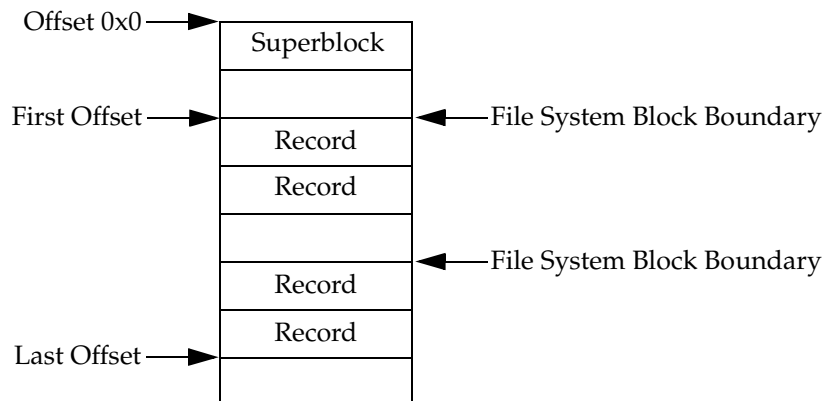 Offset 0x0
Superblock
First Offset
File System Block Boundary
Record
Record
File System Block Boundary
Record
Record
Last Offset